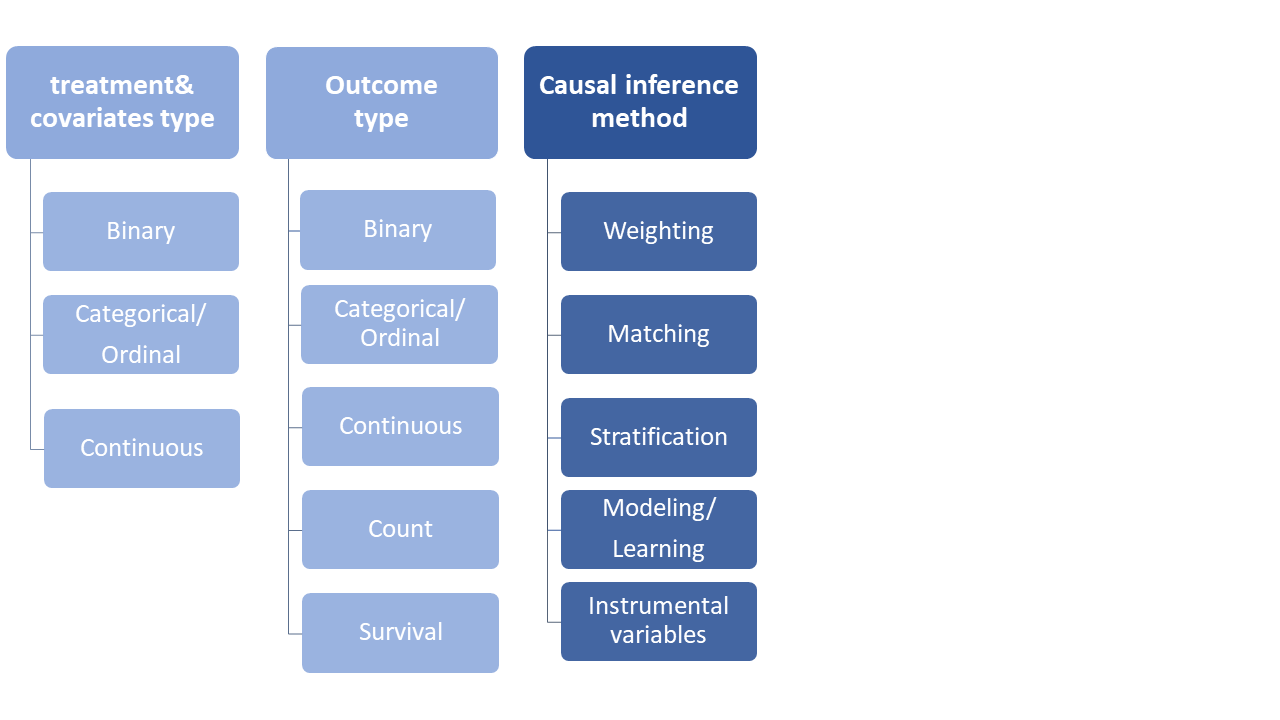 treatment&
covariates type
Binary
Categorical/
Ordinal
Continuous
Outcome
type
Binary
Categorical/
Ordinal
Continuous
Count
Survival
Causal inference
method
Weighting
Matching
Stratification
Modeling/
Learning
Instrumental
variables